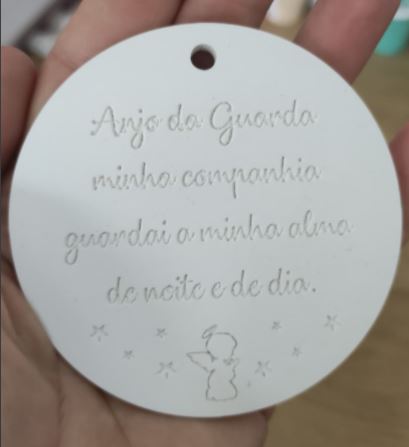 Anjo da Guarda
minha companhia
guardai a minha alma
de noite e de dia.